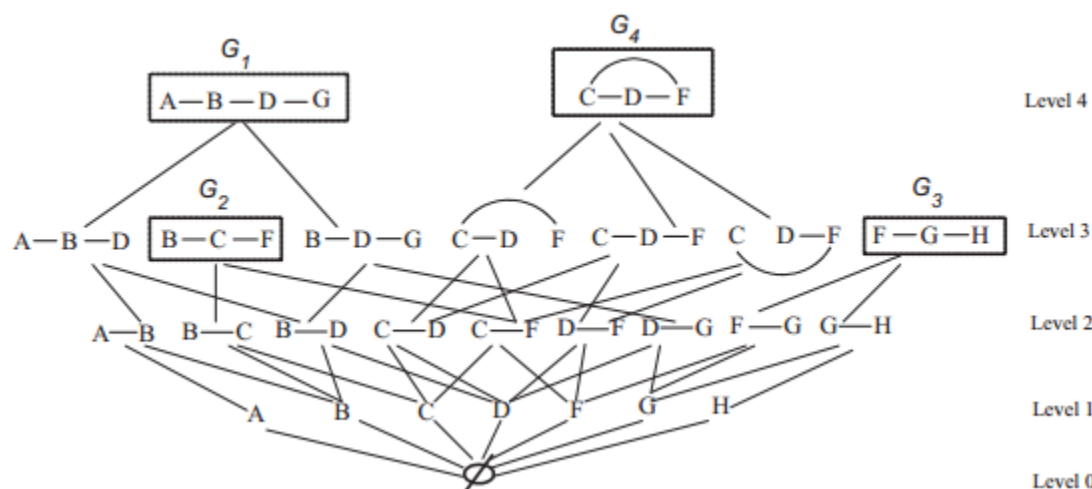 G1 G4
A—B—D—G C—D—F Level 4
G2 G3
A—B—D B—C—F B—D—G C—D F C—D—F C D—F F—G—H Level 3
A—B B—C B—D C—D C—F D—F D—G F—G G—H Level 2
A B C D F G H Level 1
Ø Level 0